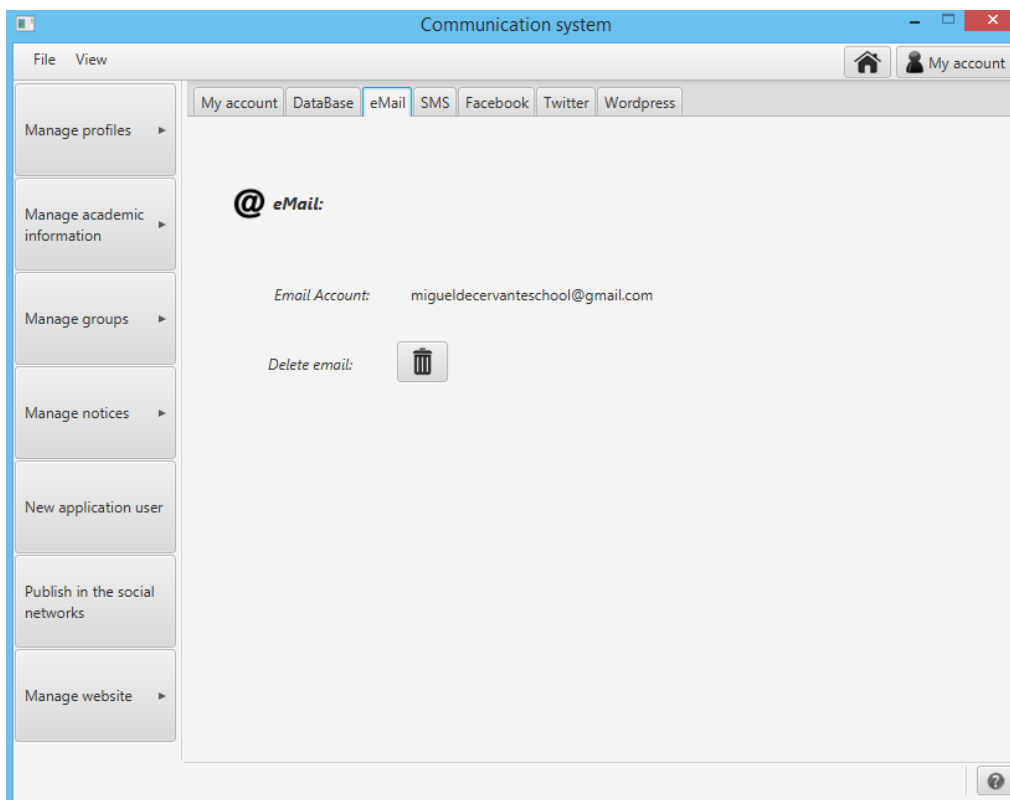 Communication system
File View
My account
My account DataBase eMail SMS Facebook Twitter Wordpress
Manage profiles
Manage academic
information
Manage groups
Manage notices
New application user
Publish in the social
networks
Manage website
@ eMail:
Email Account: migueldecervanteschool@gmail.com
Delete email: